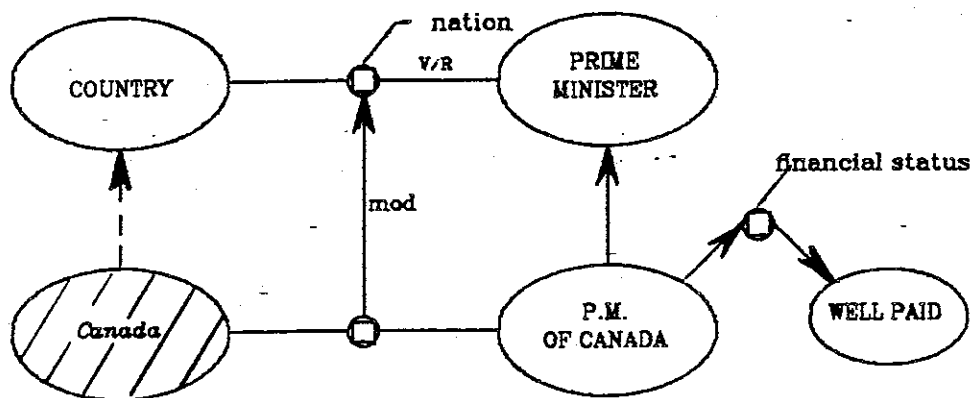 nation
COUNTRY
V/R
PRIME
MINISTER
financial status
mod
Canada
P.M.
OF CANADA
WELL PAID